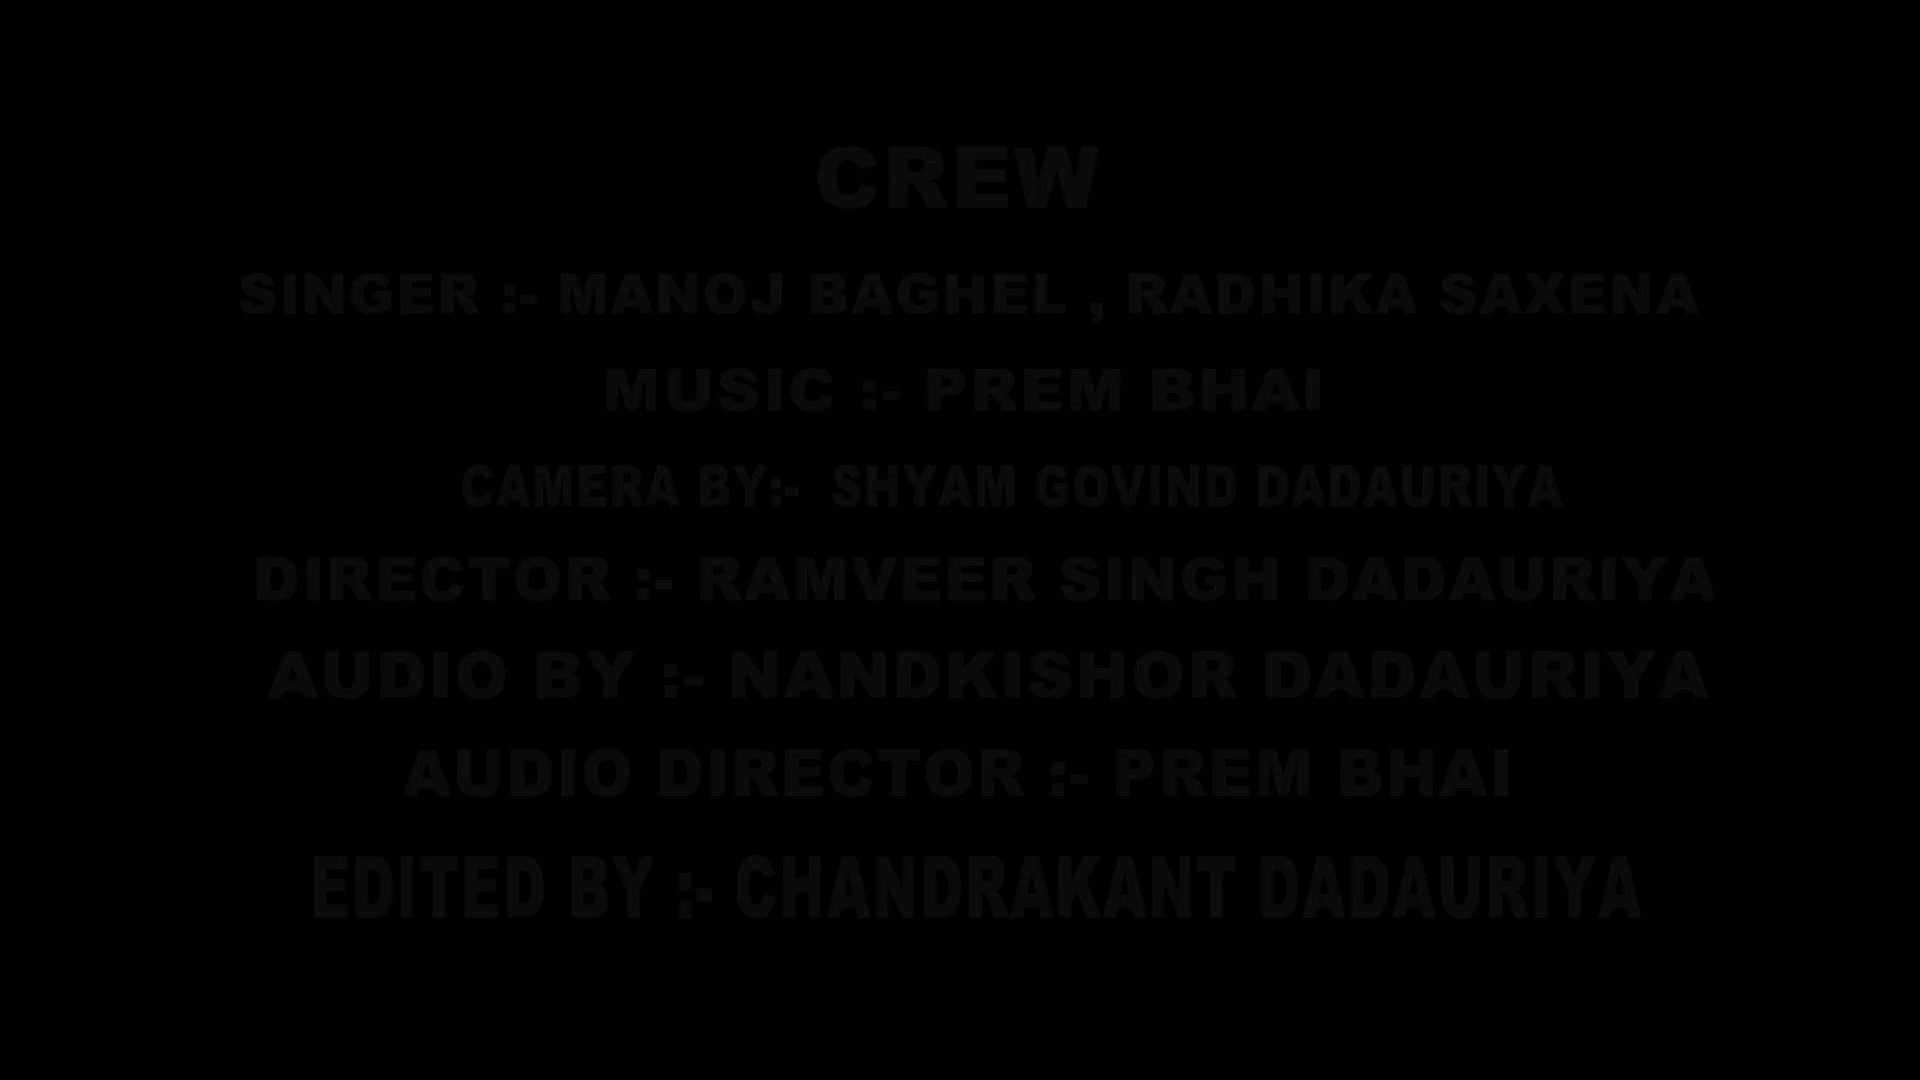 CREW
SINGER :- MANOJ BAGHEL , RADHIKA SAXENA
MUSIC :- PREM BHAI
CAMERA BY:- SHYAM GOVIND DADAURIYA
DIRECTOR :- RAMVEER SINGH DADAURIYA
AUDIO BY :- NANDKISHOR DADAURIYA
AUDIO DIRECTOR :- PREM BHAI
EDITED BY :- CHANDRAKANT DADAURIYA